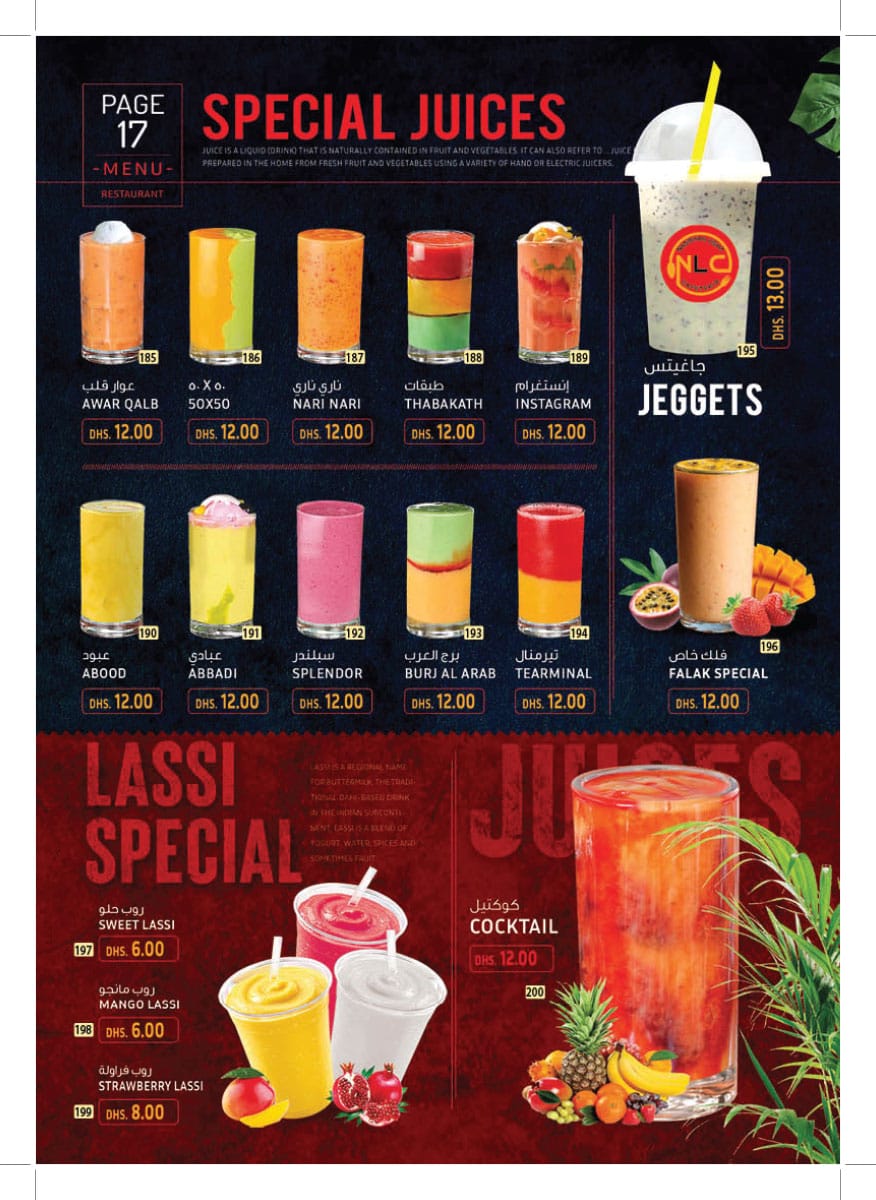 PAGE
17
-MENU-
RESTAURANT
SPECIAL JUICES
JUICE IS A LIQUID (DRINK) THAT IS NATURALLY CONTAINED IN FRUIT AND VEGETABLES. IT CAN ALSO REFER TO ... JUICE
PREPARED IN THE HOME FROM FRESH FRUIT AND VEGETABLES USING A VARIETY OF HAND OR ELECTRIC JUICERS.
NLC
DHS. 13.00
195
جاغيتس
JEGGETS
185
عوار قلب
AWAR QALB
DHS. 12.00
186
٥٠ X ٥٠
50X50
DHS. 12.00
187
ناري ناري
NARI NARI
DHS. 12.00
188
طبقات
THABAKATH
DHS. 12.00
189
إنستغرام
INSTAGRAM
DHS. 12.00
190
عبود
ABOOD
DHS. 12.00
191
عبادي
ABBADI
DHS. 12.00
192
سبلندر
SPLENDOR
DHS. 12.00
193
برج العرب
BURJ AL ARAB
DHS. 12.00
194
تيرمنال
TEARMINAL
DHS. 12.00
196
فلك خاص
FALAK SPECIAL
DHS. 12.00
LASSI
SPECIAL
LASSI IS A REGIONAL NAME
FOR BUTTERMILK, THE TRADI-
TIONAL DAHI-BASED DRINK
IN THE INDIAN SUBCONTI-
NENT. LASSI IS A BLEND OF
YOGURT, WATER, SPICES AND
SOMETIMES FRUIT
روب حلو
SWEET LASSI
197 DHS. 6.00
روب مانجو
MANGO LASSI
198 DHS. 6.00
روب فراولة
STRAWBERRY LASSI
199 DHS. 8.00
JUICES
كوكتيل
COCKTAIL
DHS. 12.00
200